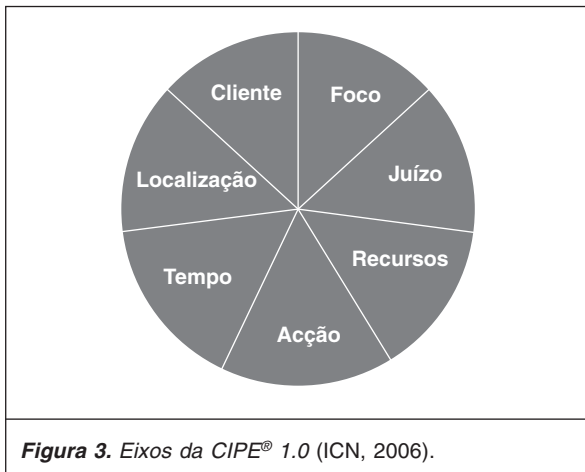 Cliente
Foco
Localização
Juízo
Recursos
Tempo
Acção
Figura 3. Eixos da CIPE® 1.0 (ICN, 2006).